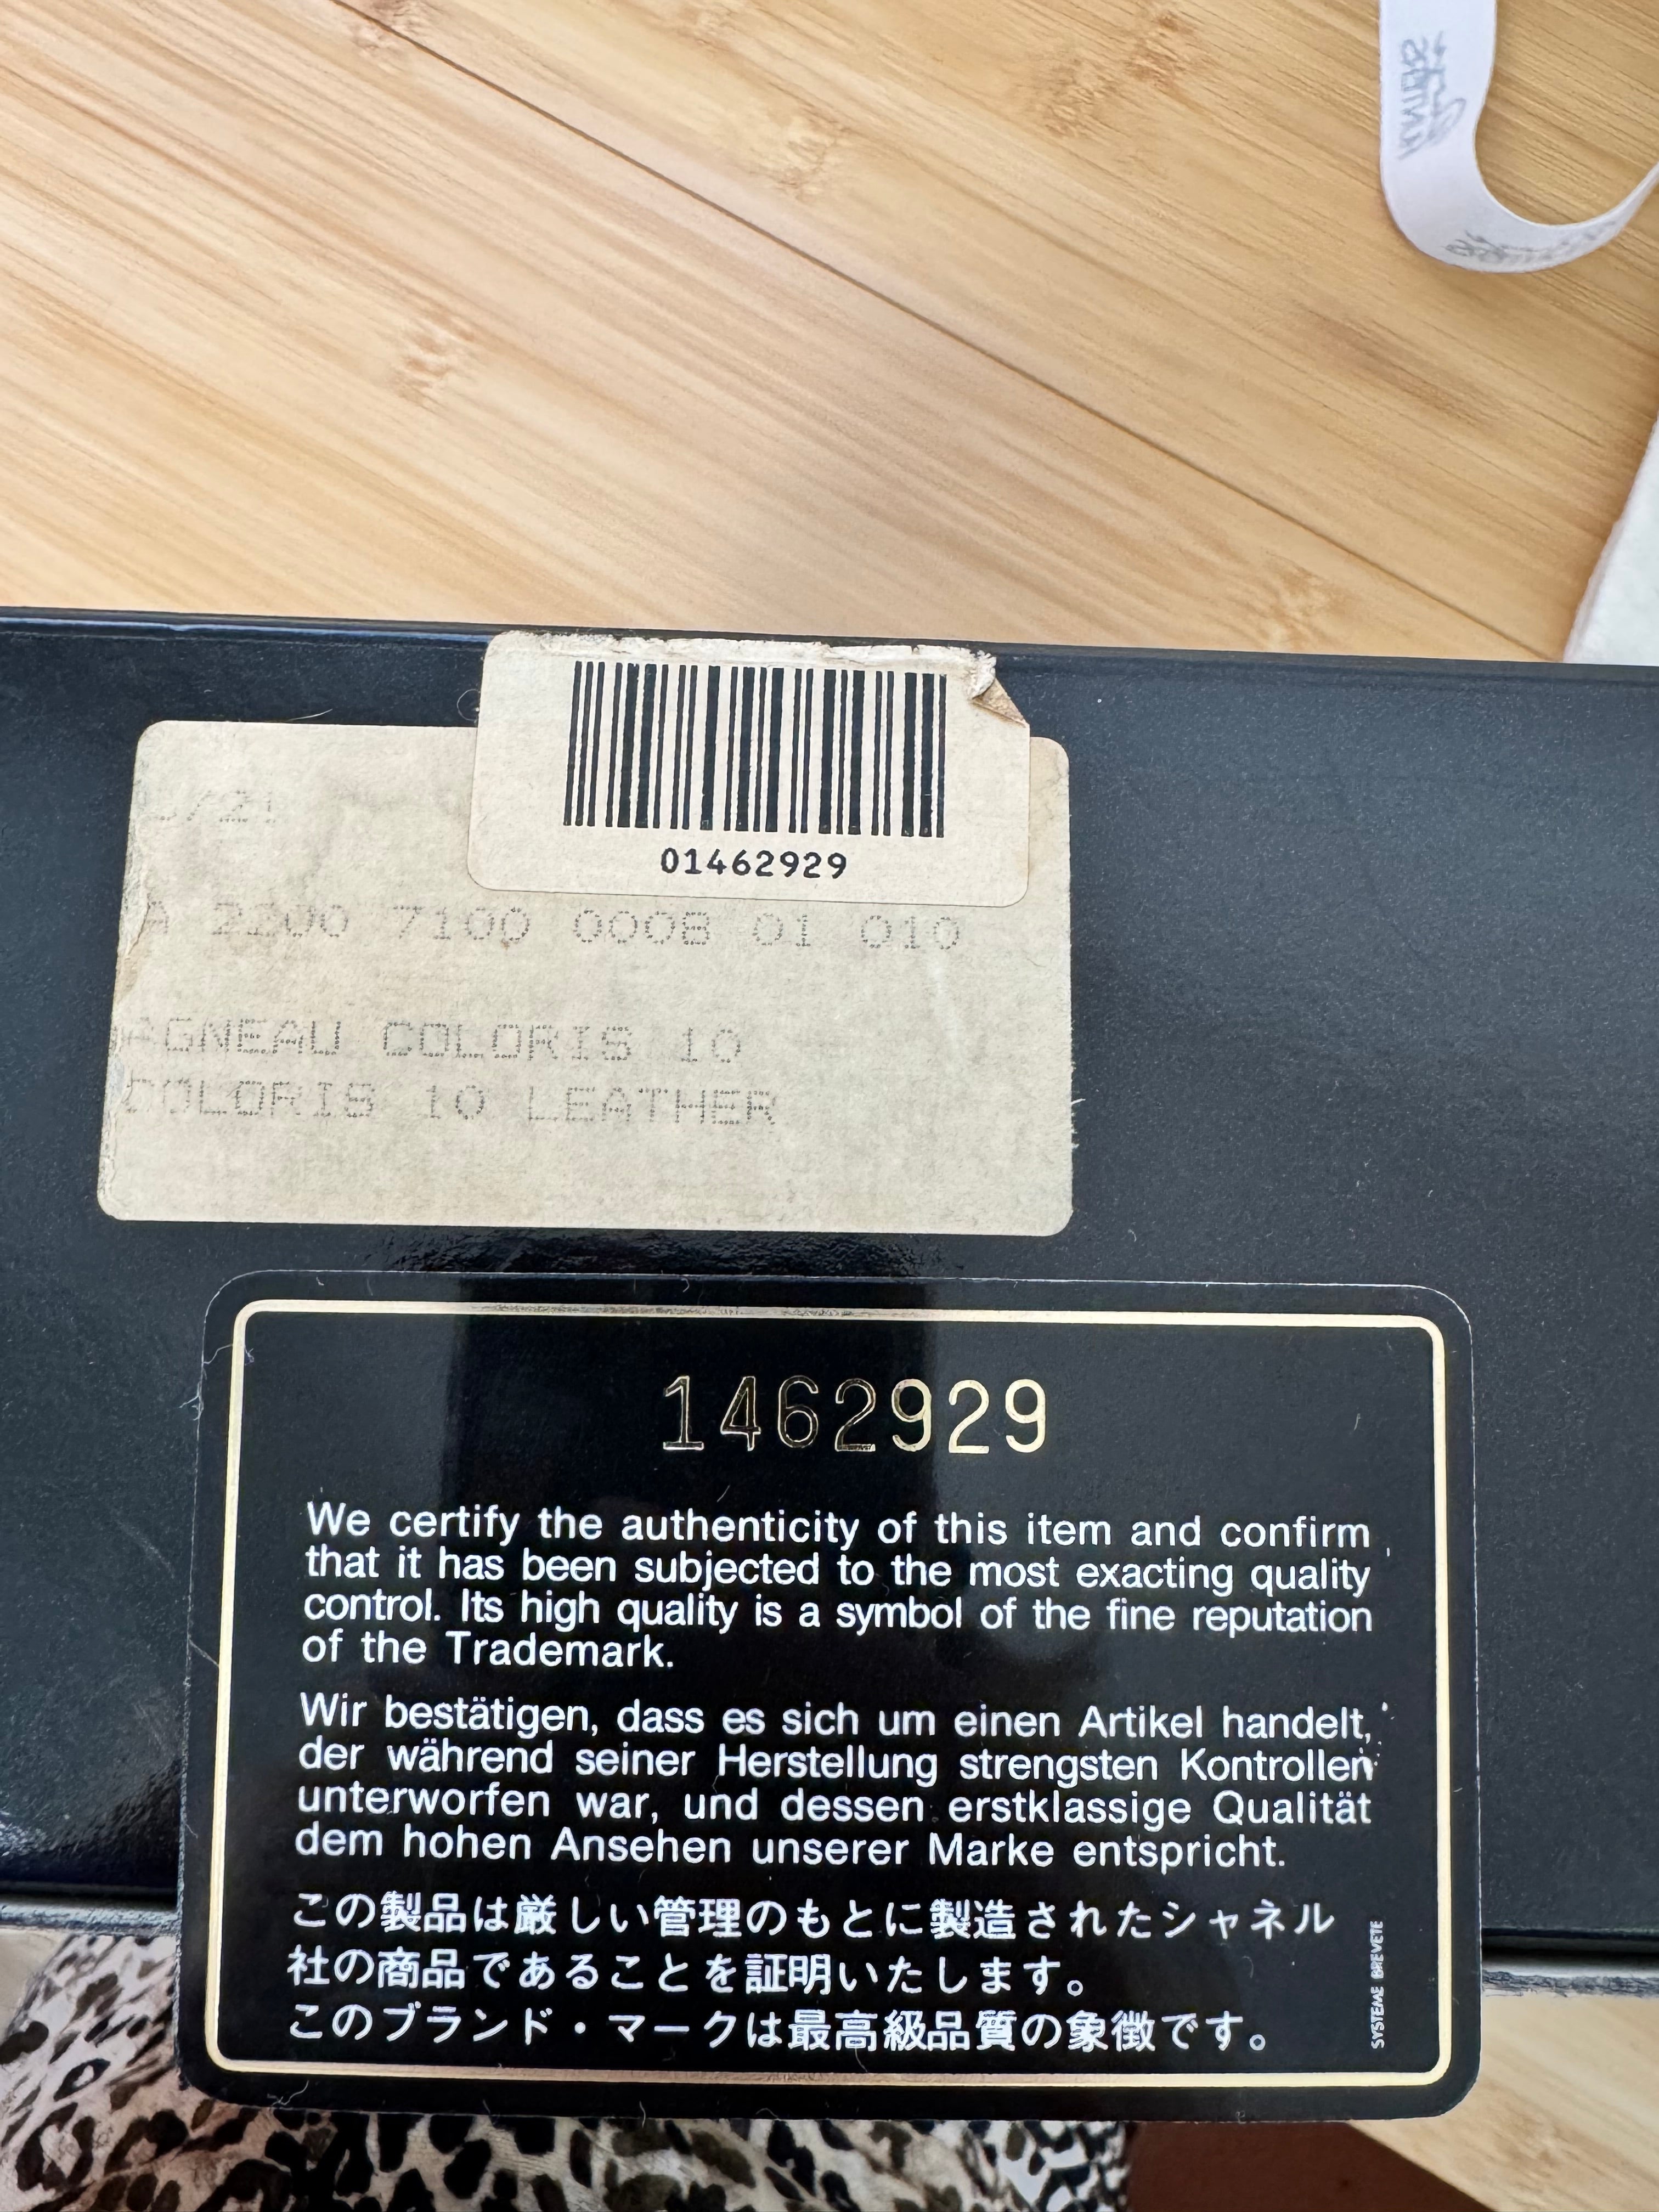 01462929
A 2200 7100 0008 01 010
AGNEAU COLORIS 10
COLORIS 10 LEATHER
1462929
We certify the authenticity of this item and confirm
that it has been subjected to the most exacting quality
control. Its high quality is a symbol of the fine reputation
of the Trademark.
Wir bestätigen, dass es sich um einen Artikel handelt,
der während seiner Herstellung strengsten Kontrollen
unterworfen war, und dessen erstklassige Qualität
dem hohen Ansehen unserer Marke entspricht.
この製品は厳しい管理のもとに製造されたシャネル
社の商品であることを証明いたします。
このブランド・マークは最高級品質の象徴です。
SYSTEME BREVETE